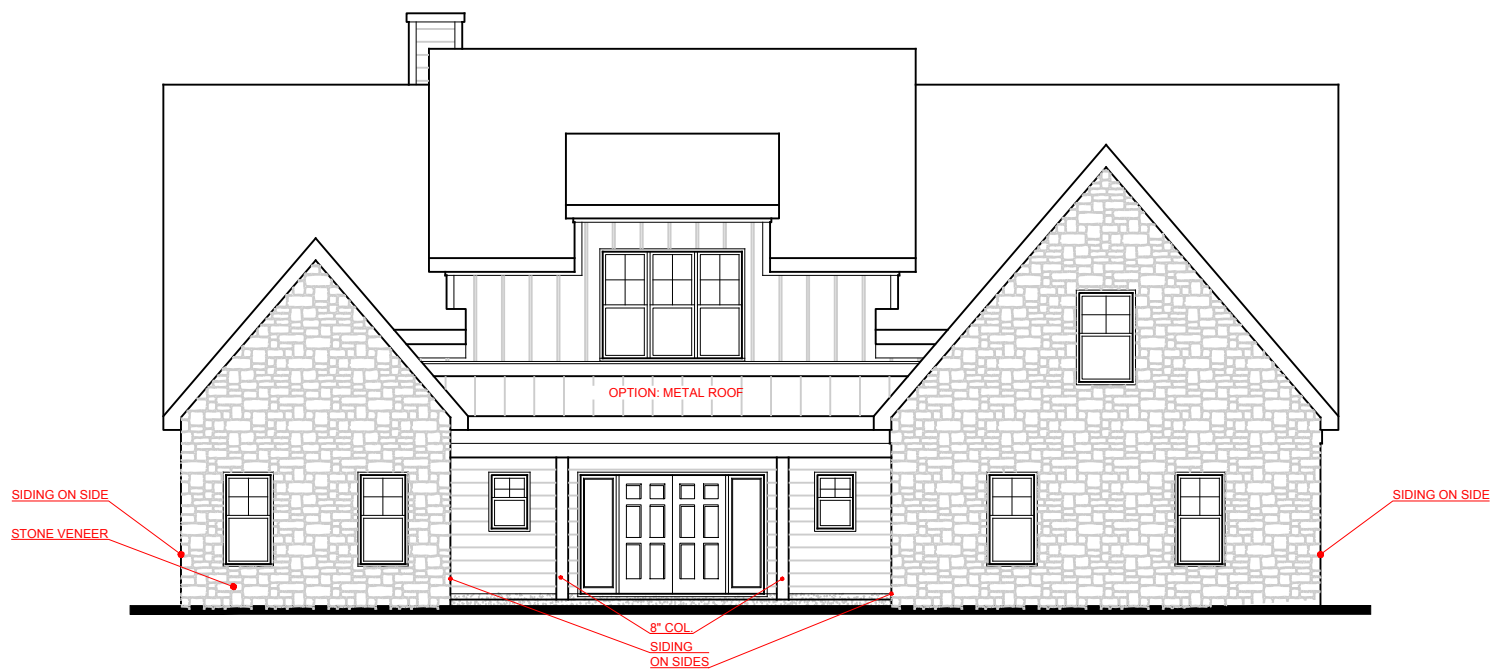 OPTION: METAL ROOF
SIDING ON SIDE
SIDING ON SIDE
STONE VENEER
8" COL.
SIDING
ON SIDES